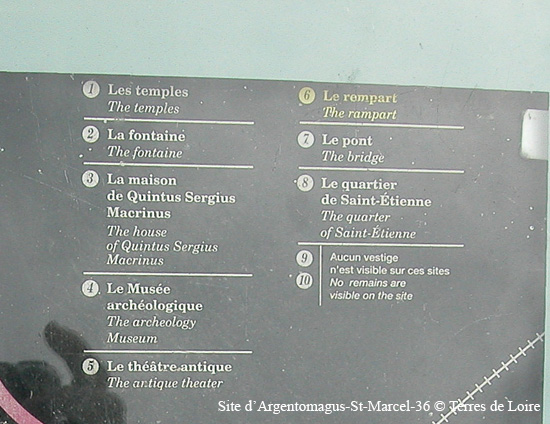 1 Les temples
The temples
2 La fontaine
The fontaine
3 La maison
de Quintus Sergius
Macrinus
The house
of Quintus Sergius
Macrinus
4 Le Musée
archéologique
The archeology
Museum
5 Le théâtre antique
The antique theater
6 Le rempart
The rampart
7 Le pont
The bridge
8 Le quartier
de Saint-Étienne
The quarter
of Saint-Étienne
9 Aucun vestige
n'est visible sur ces sites
10 No remains are
visible on the site
Site d'Argentomagus-St-Marcel-36 © Terres de Loire